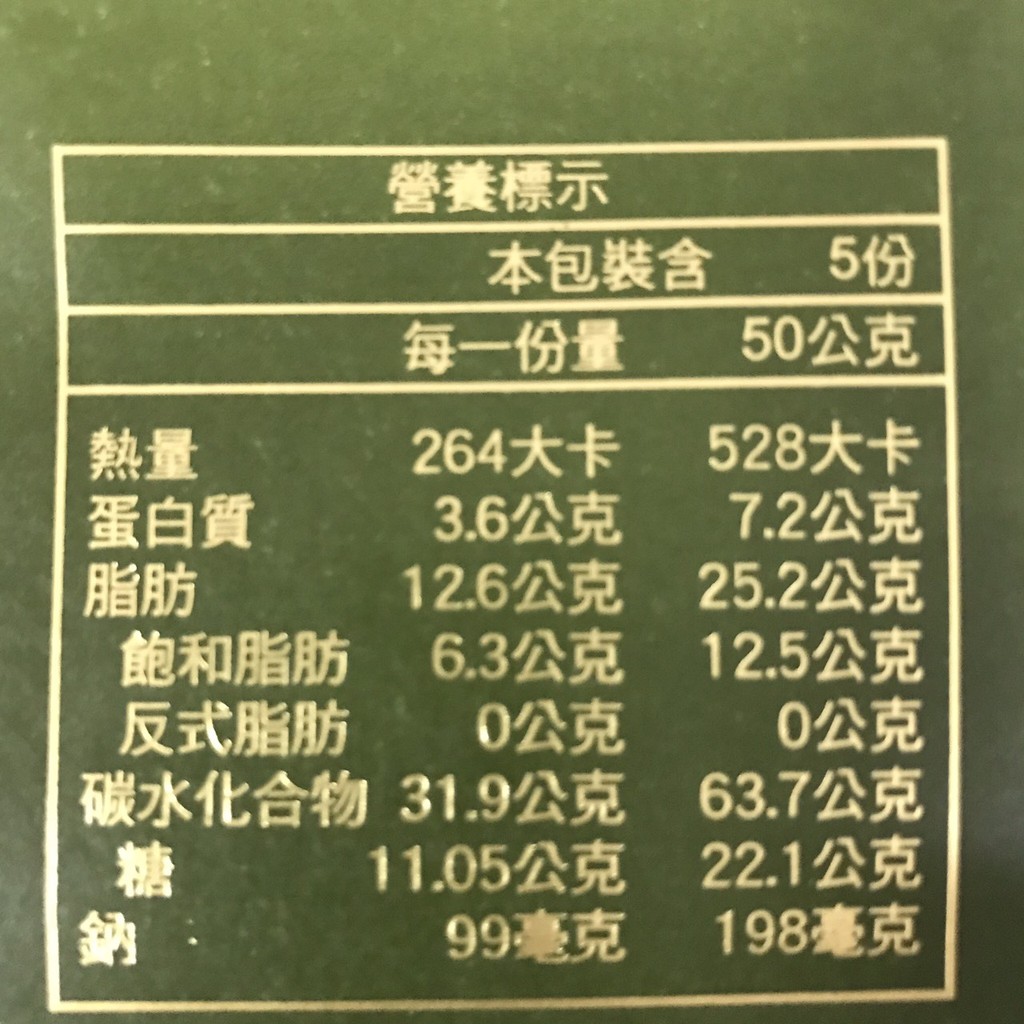 營養標示
本包裝含 5份
每一份量 50公克
熱量 264大卡 528大卡
蛋白質 3.6公克 7.2公克
脂肪 12.6公克 25.2公克
飽和脂肪 6.3公克 12.5公克
反式脂肪 0公克 0公克
碳水化合物 31.9公克 63.7公克
糖 11.05公克 22.1公克
鈉 99毫克 198毫克